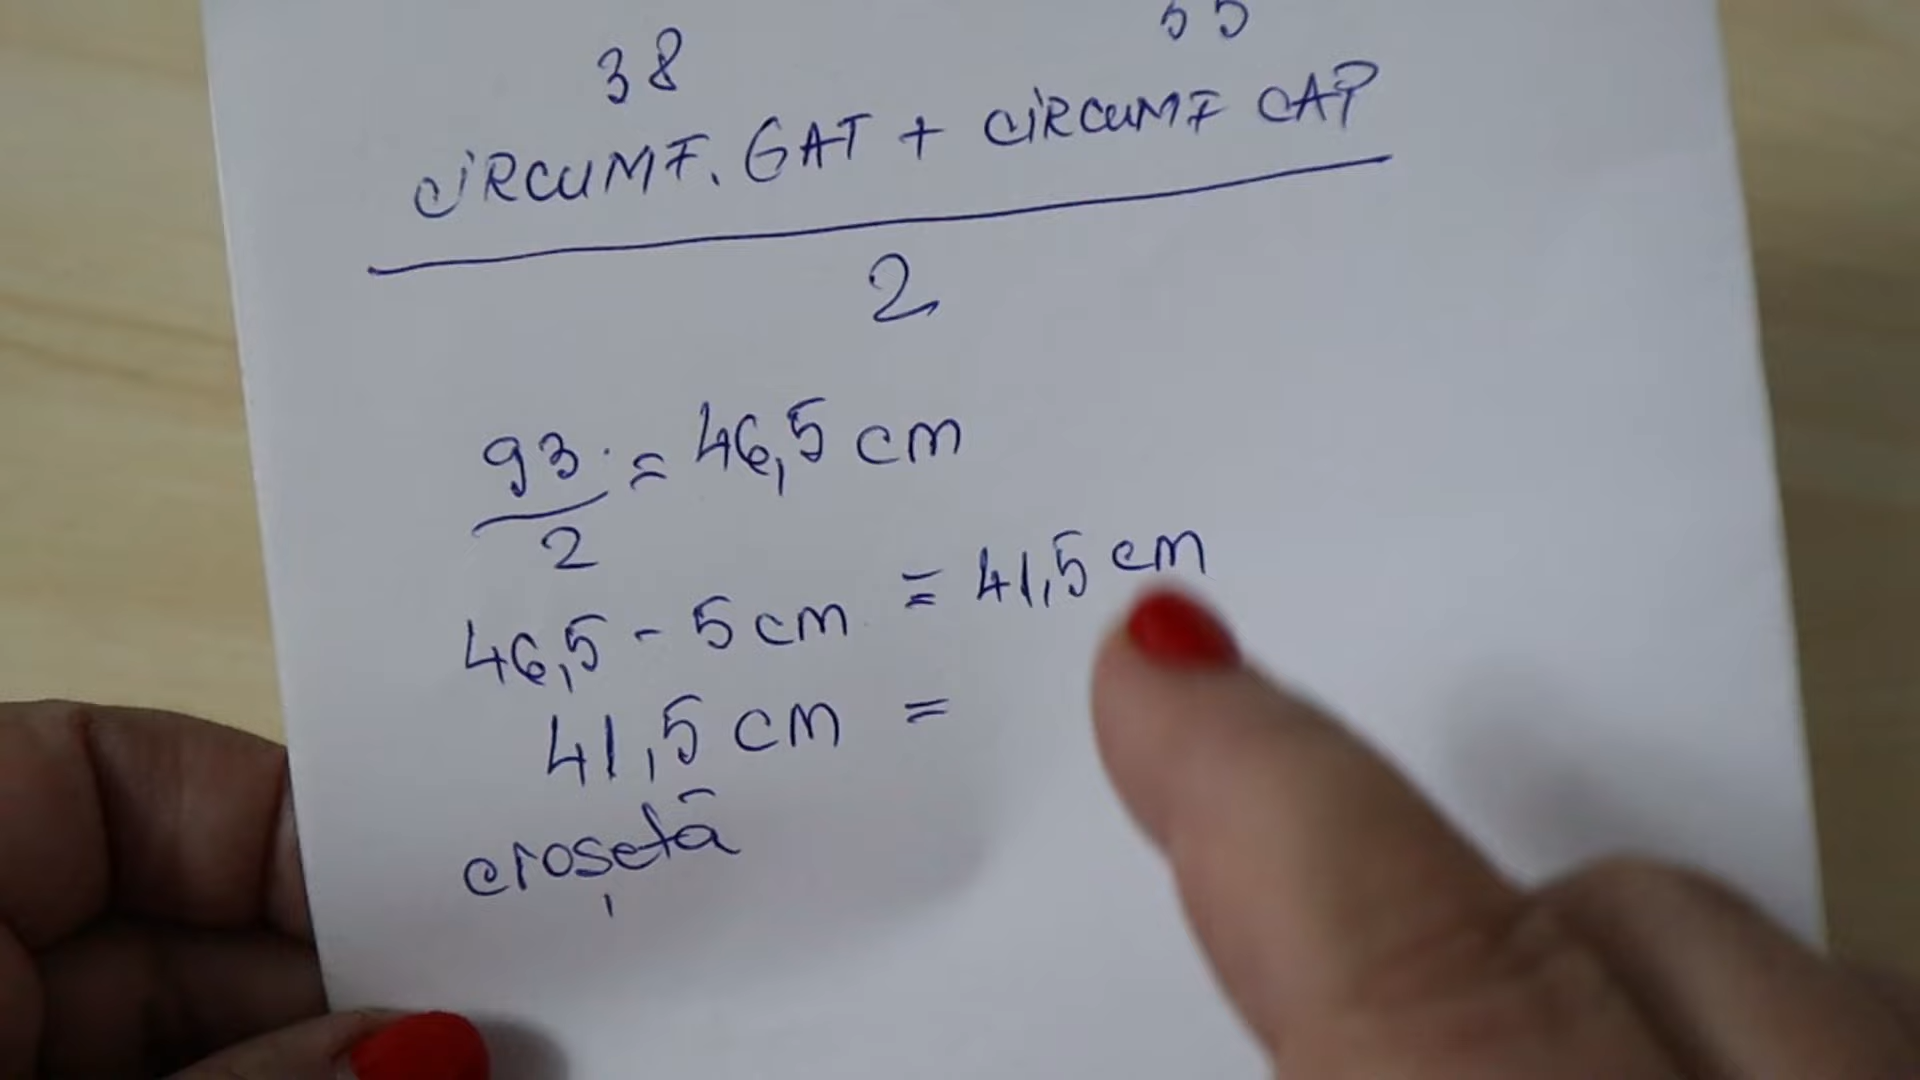 38 55
CIRCUMF. GAT + CIRCUMF CAP
2
93 = 46,5 cm
2
46,5 - 5 cm = 41,5 cm
41,5 cm =
croșetă